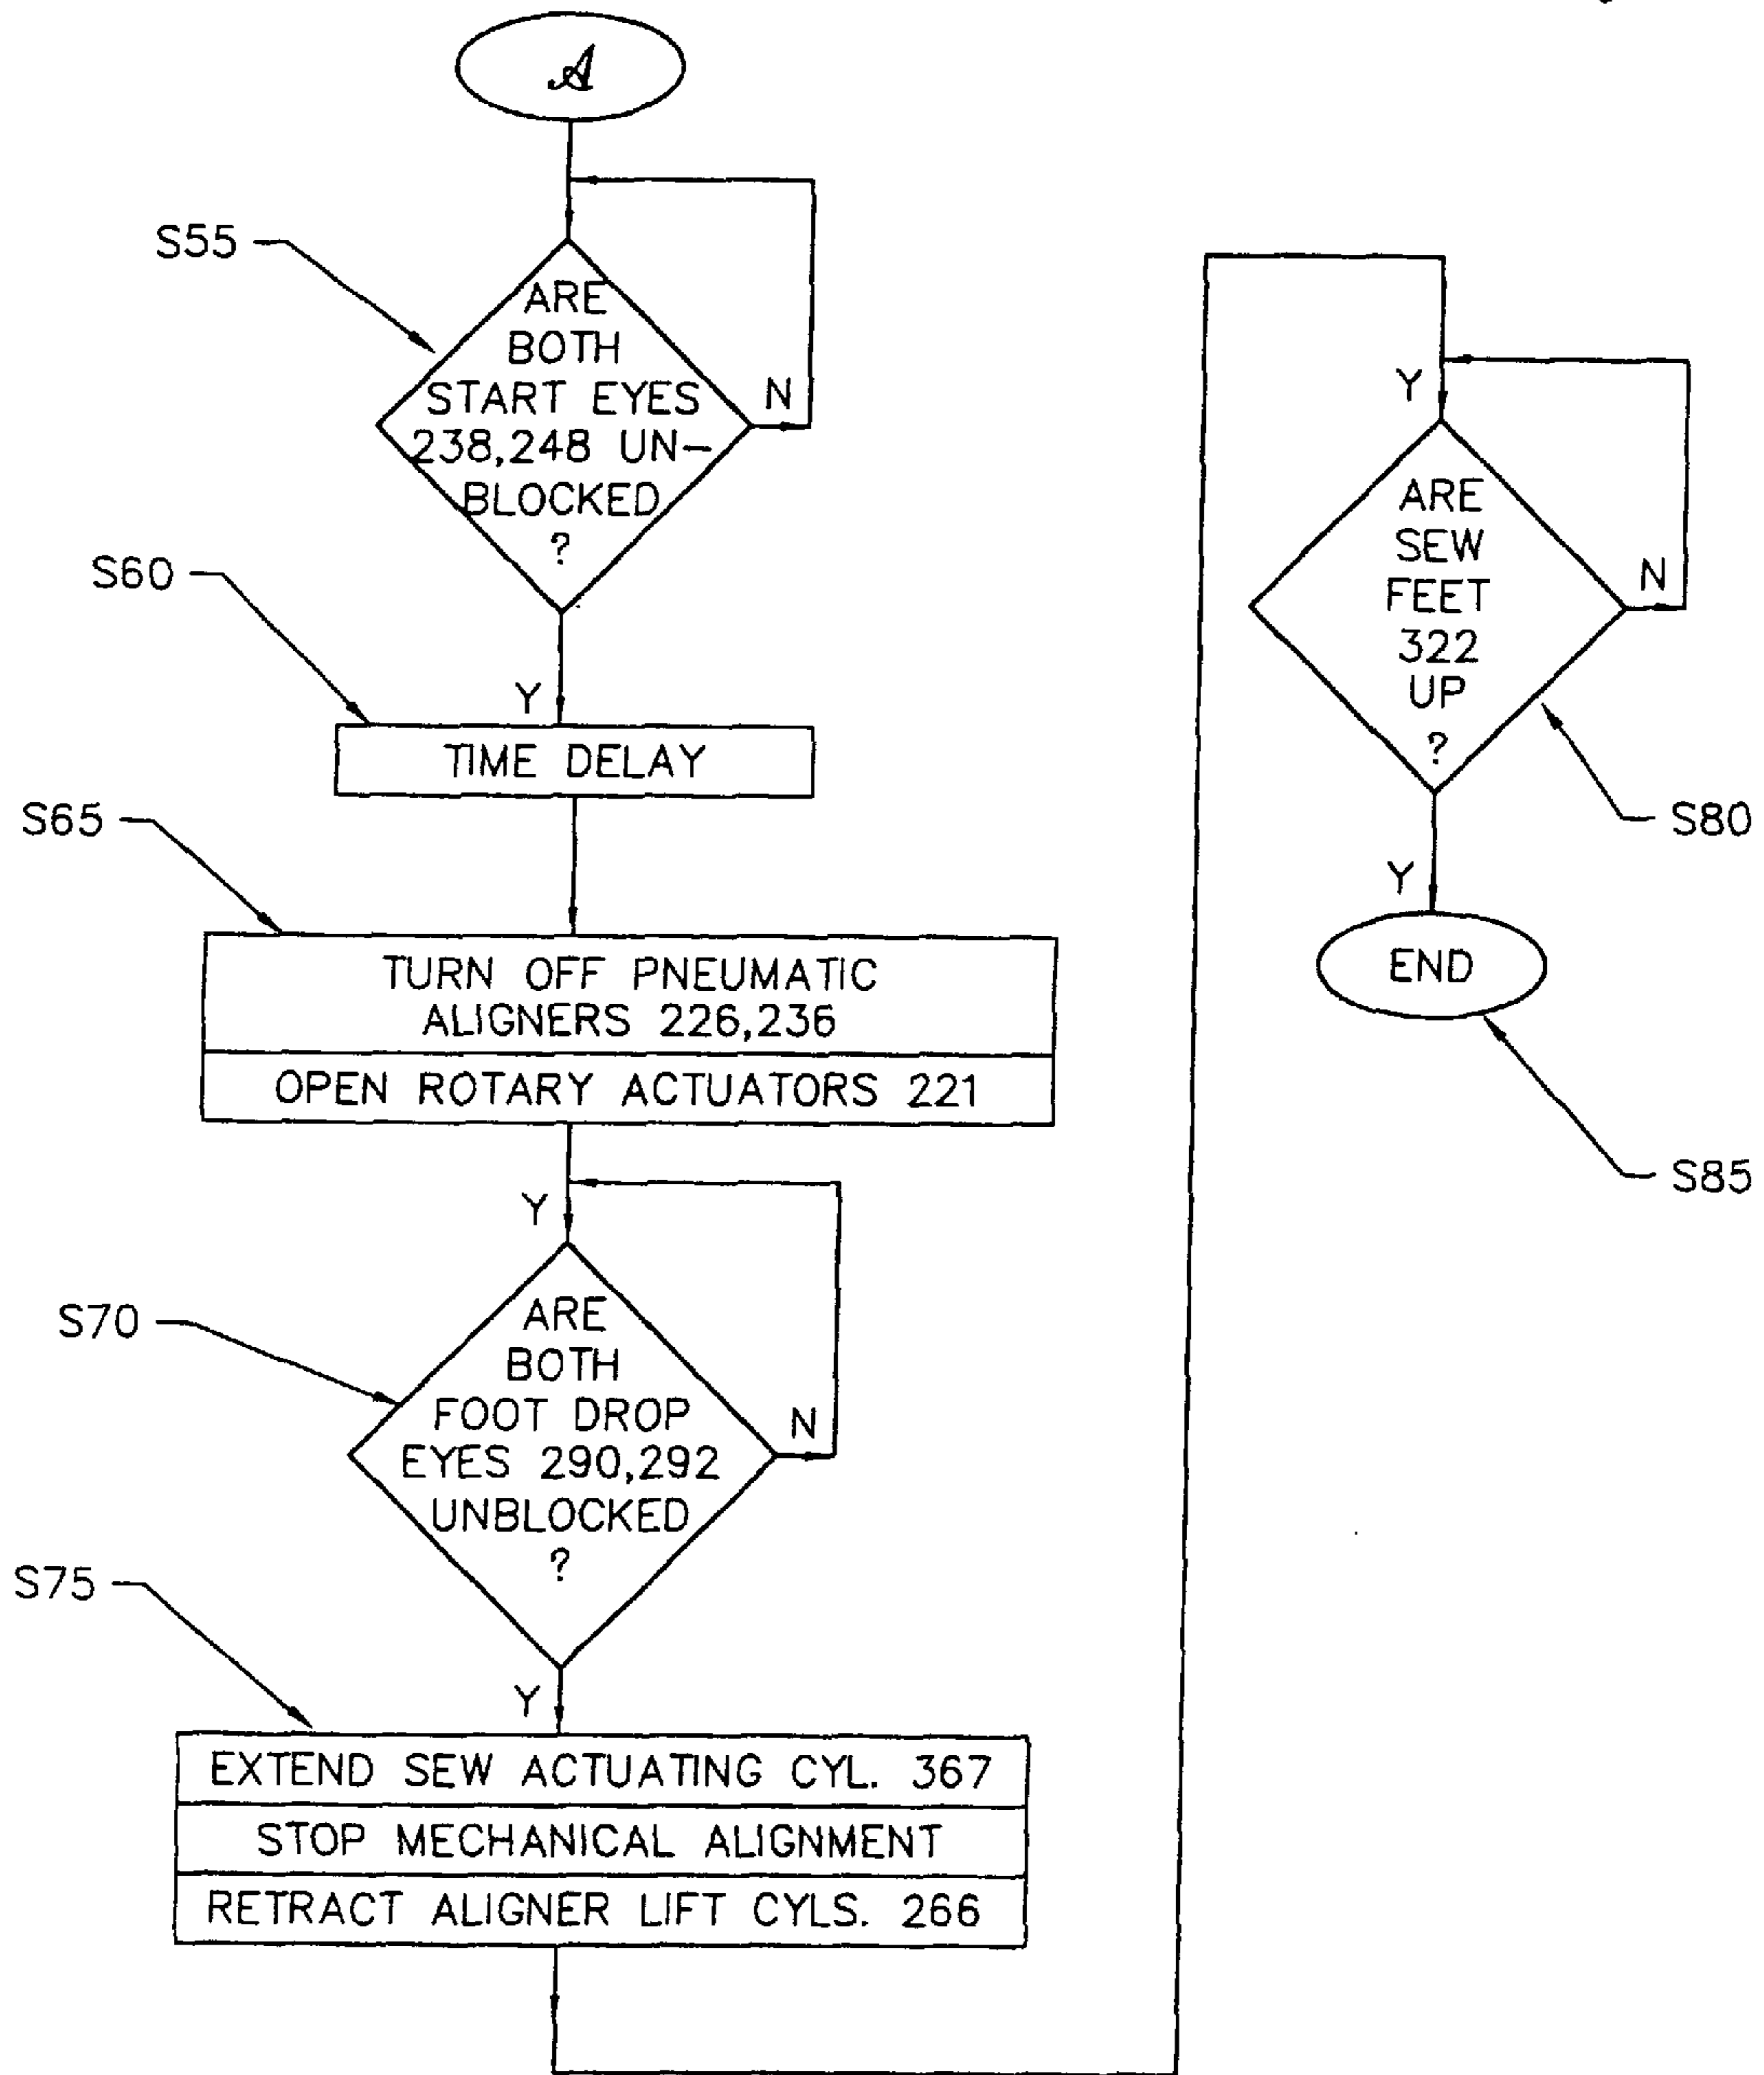 A
S55
ARE
BOTH
START EYES
238,248 UN-
BLOCKED
?
N
Y
S60
TIME DELAY
S65
TURN OFF PNEUMATIC
ALIGNERS 226,236
OPEN ROTARY ACTUATORS 221
Y
S70
ARE
BOTH
FOOT DROP
EYES 290,292
UNBLOCKED
?
N
Y
S75
EXTEND SEW ACTUATING CYL. 367
STOP MECHANICAL ALIGNMENT
RETRACT ALIGNER LIFT CYLS. 266
Y
ARE
SEW
FEET
322
UP
?
N
S80
Y
END
S85